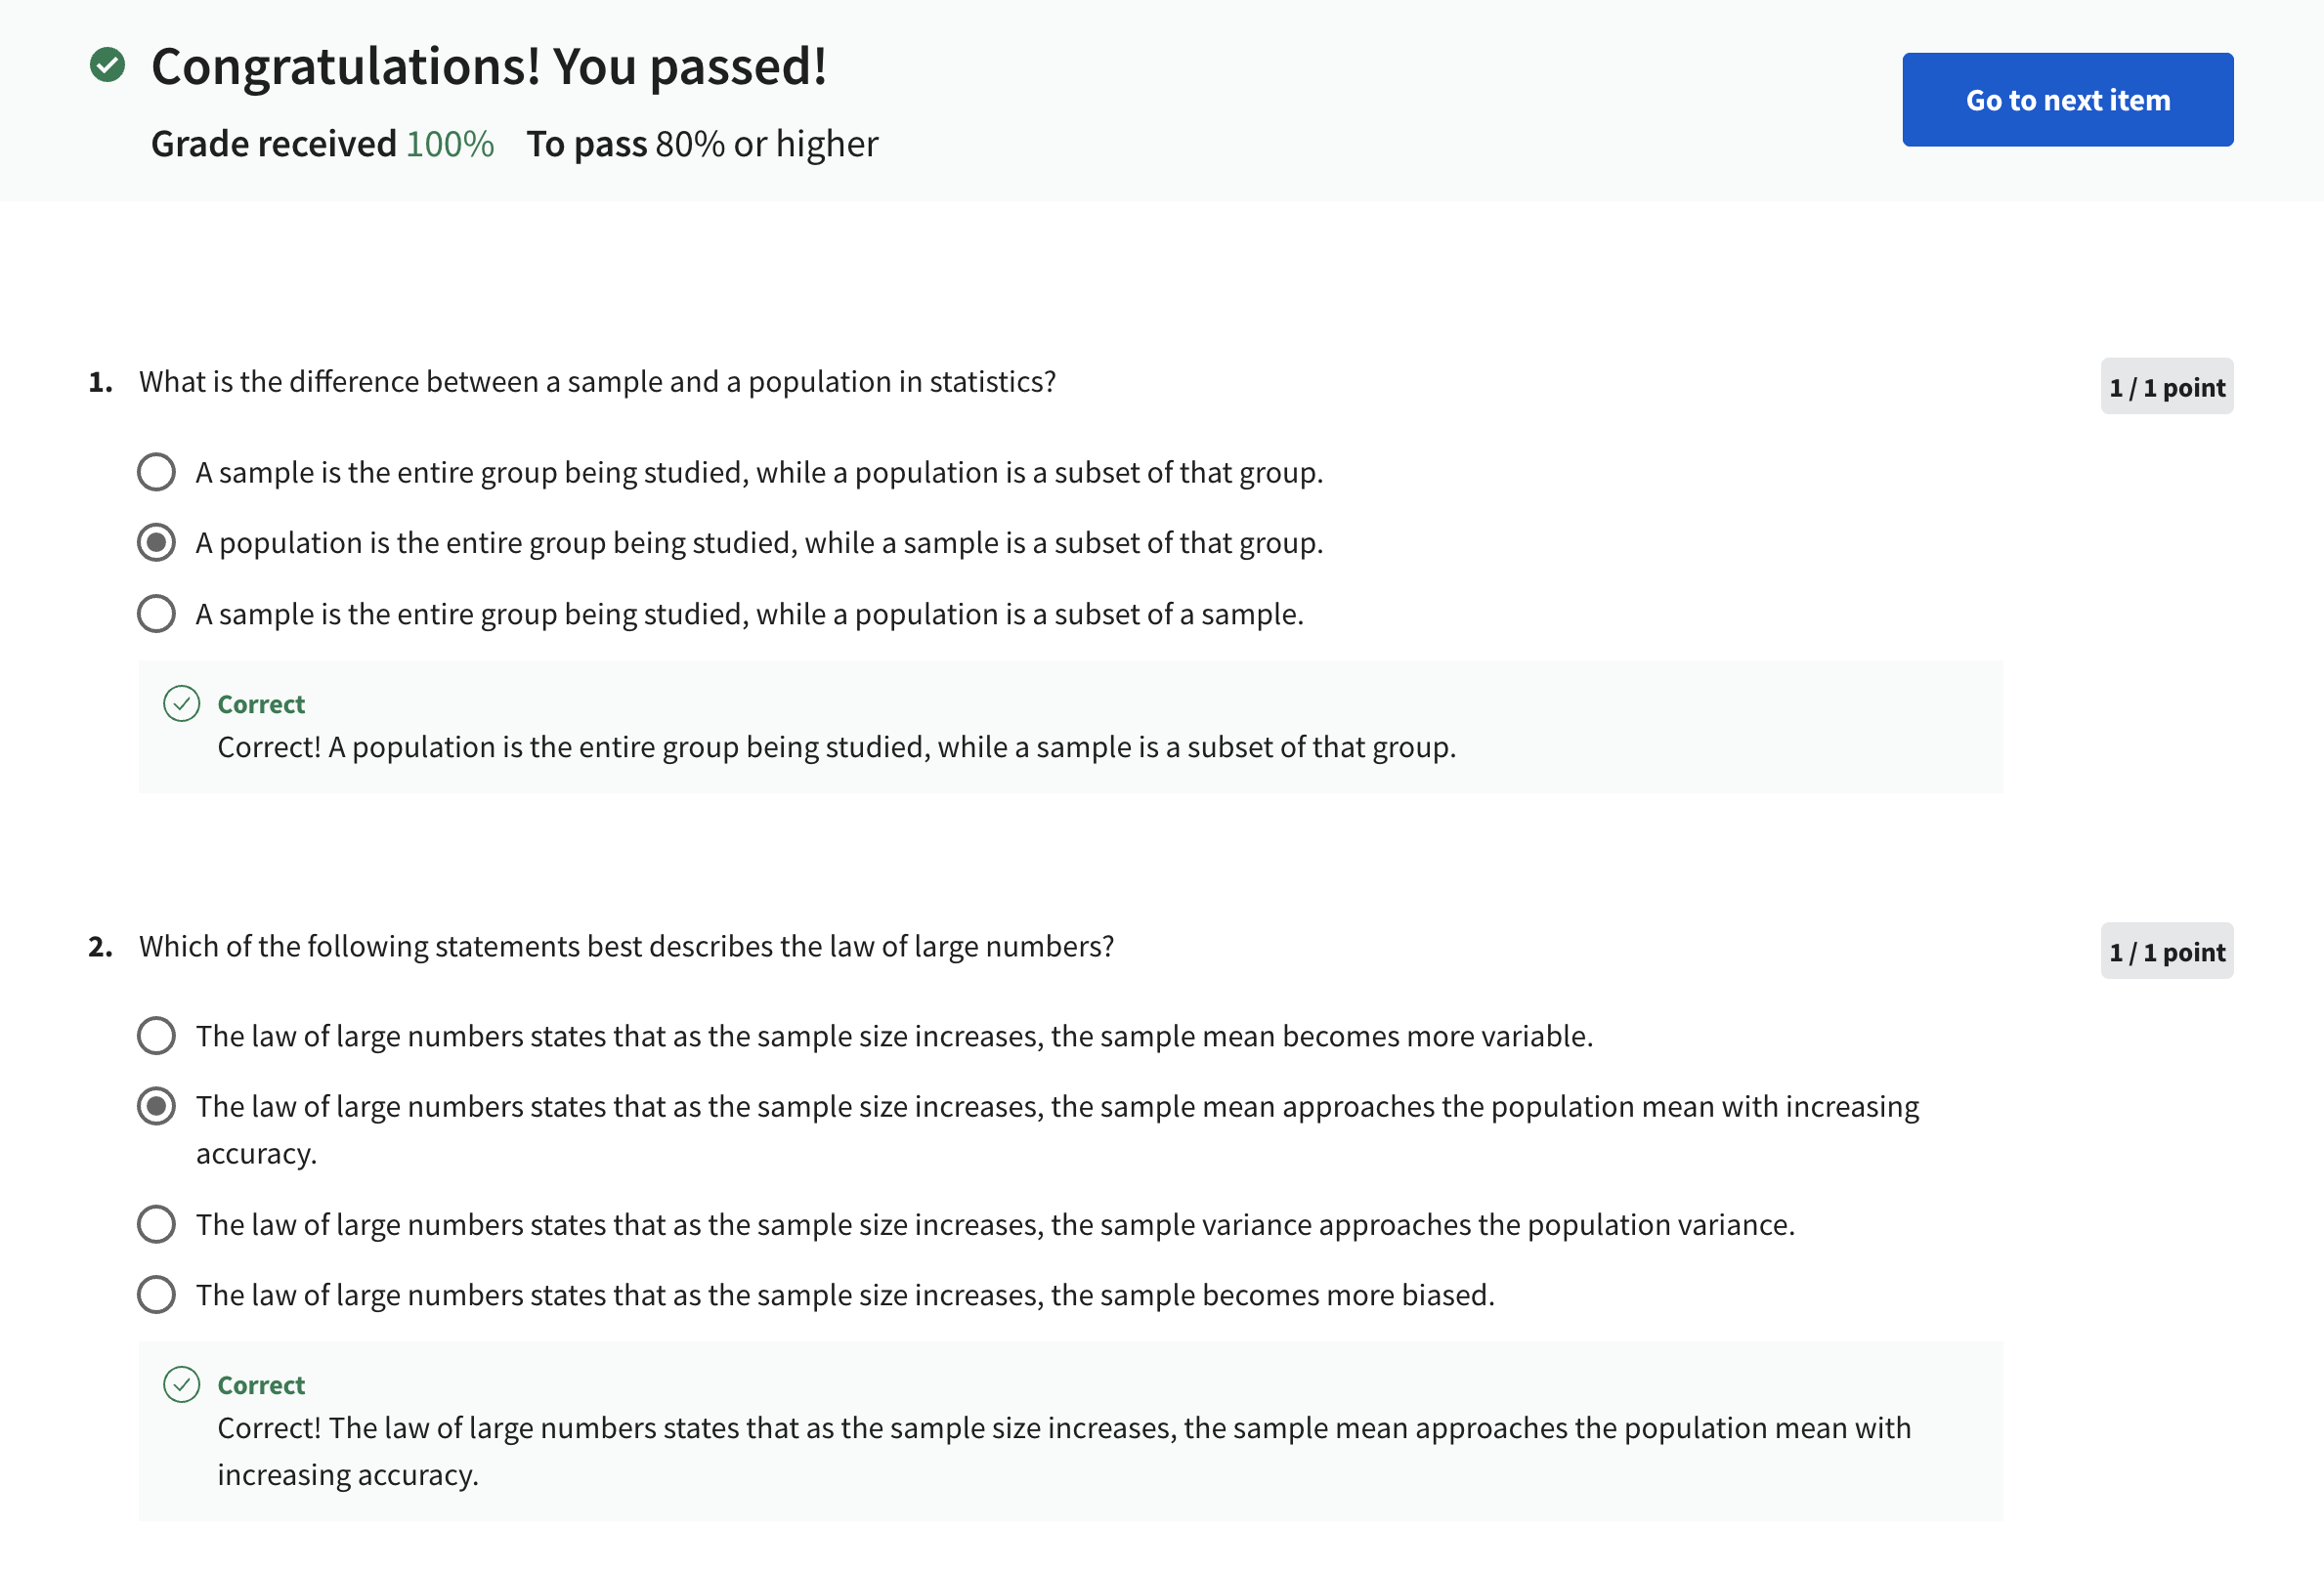 Congratulations! You passed!
Go to next item
Grade received 100% To pass 80% or higher
1. What is the difference between a sample and a population in statistics?
1 / 1 point
A sample is the entire group being studied, while a population is a subset of that group.
A population is the entire group being studied, while a sample is a subset of that group.
A sample is the entire group being studied, while a population is a subset of a sample.
Correct
Correct! A population is the entire group being studied, while a sample is a subset of that group.
2. Which of the following statements best describes the law of large numbers?
1 / 1 point
The law of large numbers states that as the sample size increases, the sample mean becomes more variable.
The law of large numbers states that as the sample size increases, the sample mean approaches the population mean with increasing
accuracy.
The law of large numbers states that as the sample size increases, the sample variance approaches the population variance.
The law of large numbers states that as the sample size increases, the sample becomes more biased.
Correct
Correct! The law of large numbers states that as the sample size increases, the sample mean approaches the population mean with
increasing accuracy.